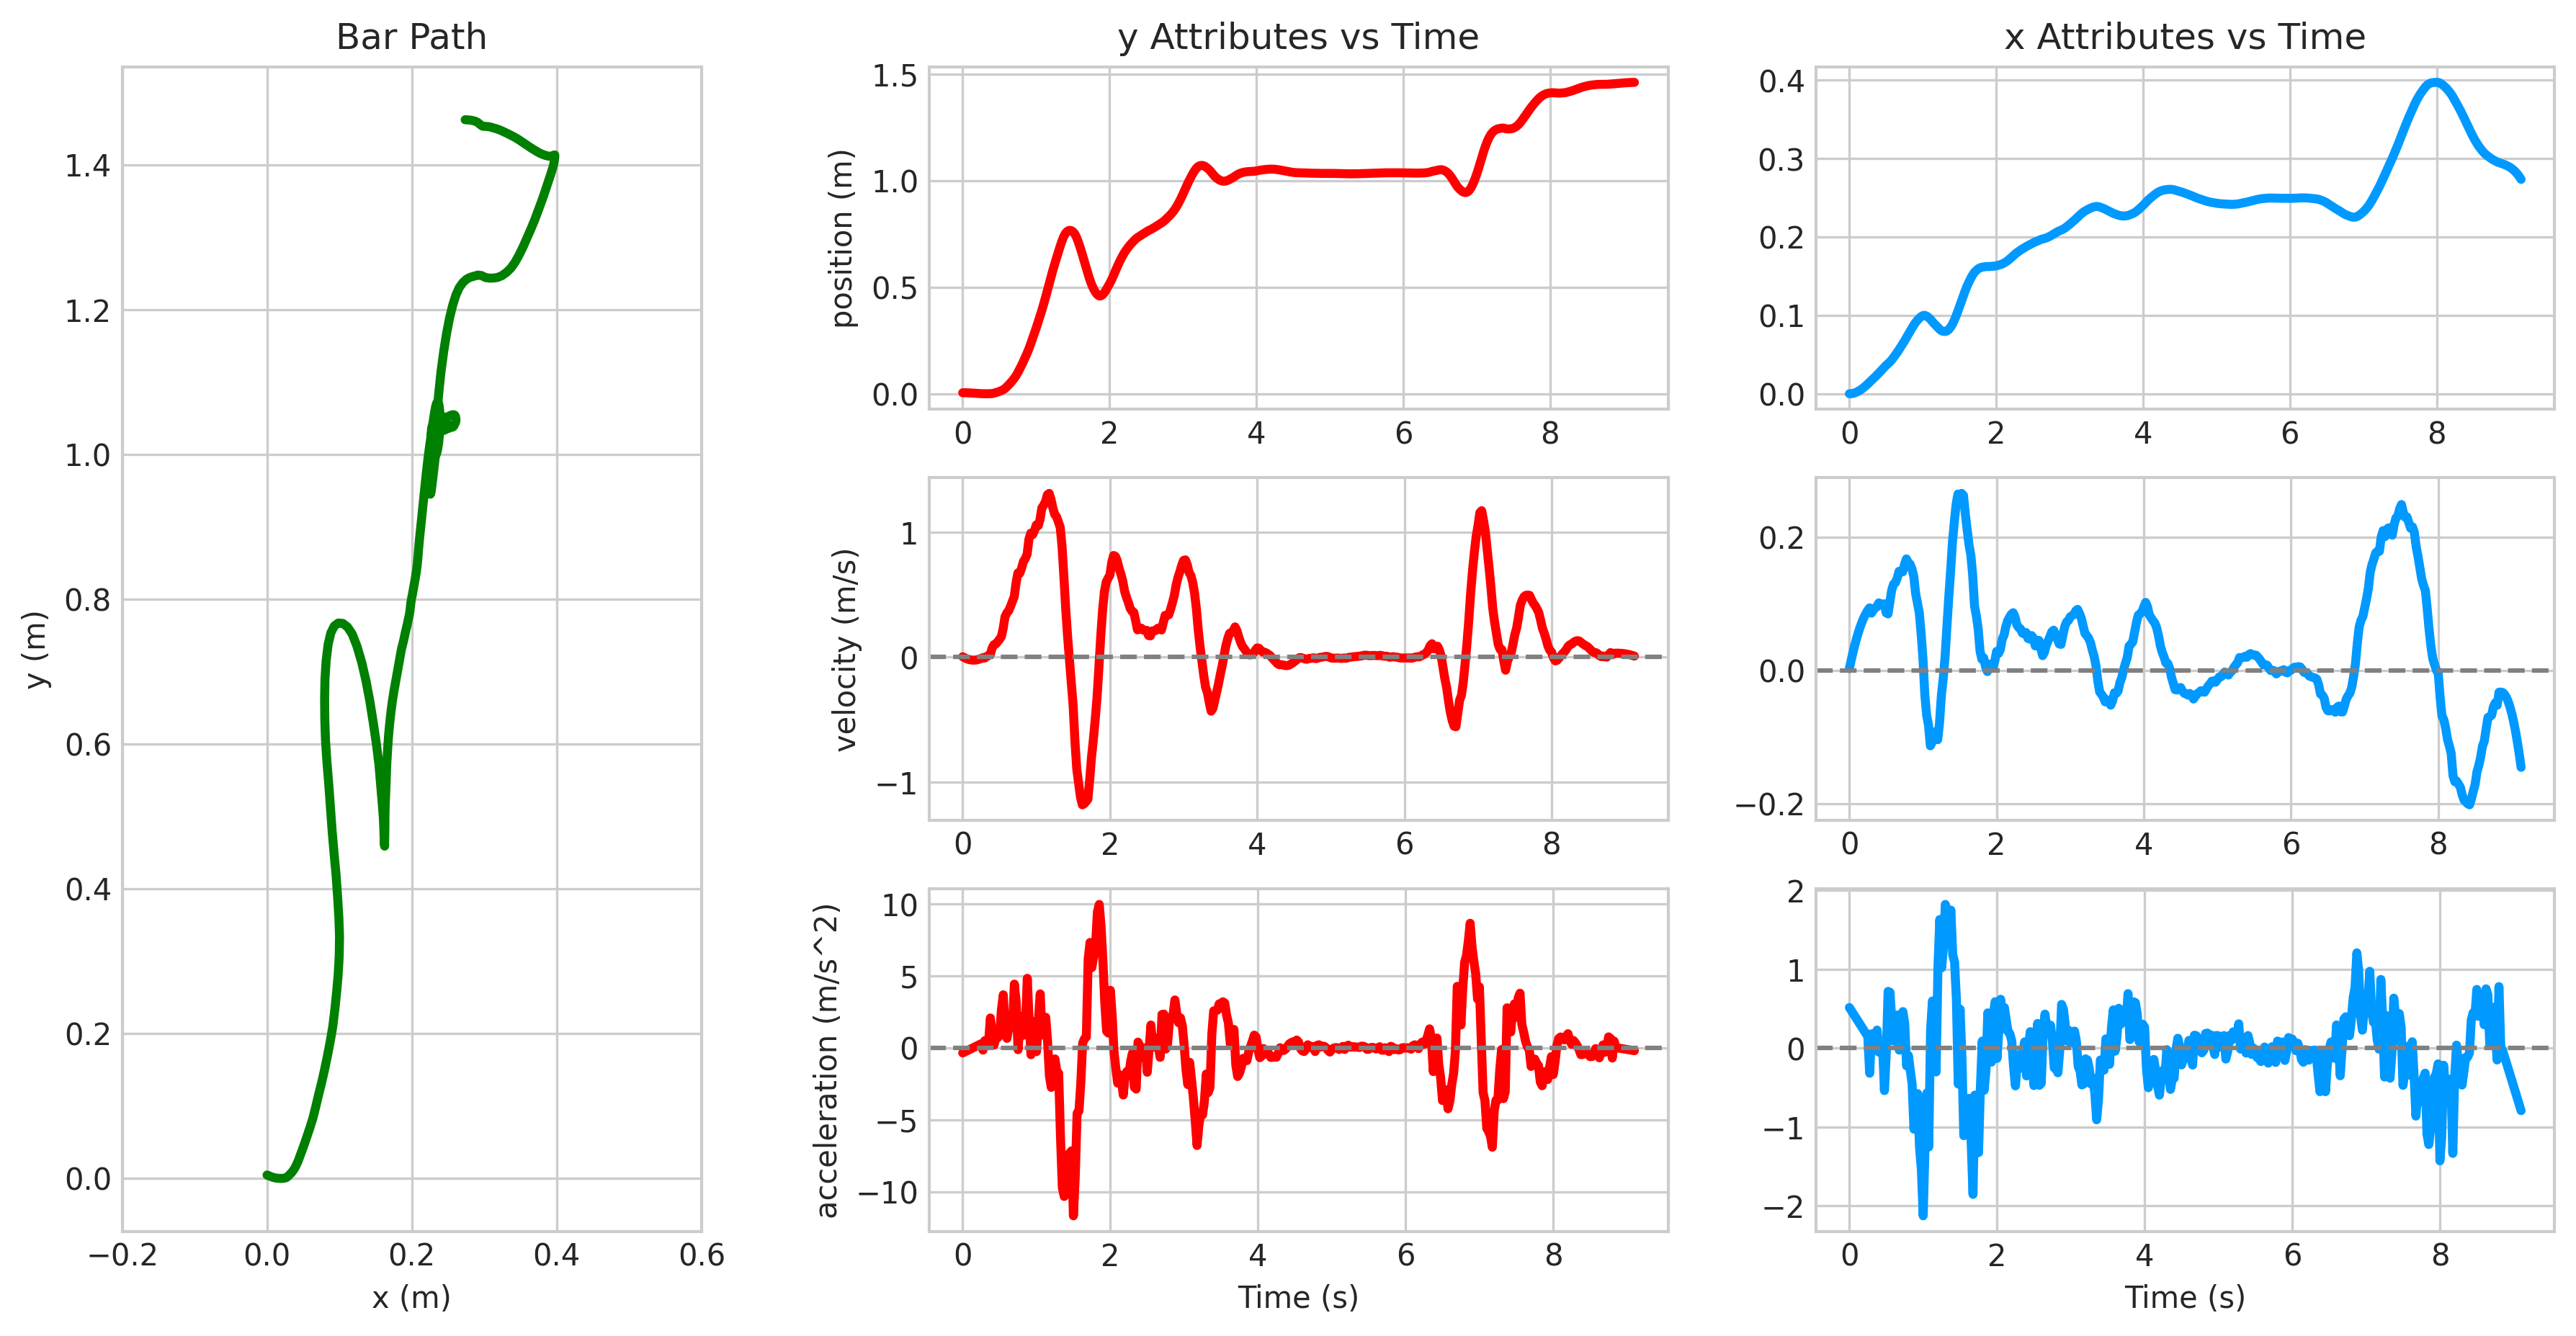 Bar Path
y (m)
1.4
1.2
1.0
0.8
0.6
0.4
0.2
0.0
−0.2 0.0 0.2 0.4 0.6
x (m)
y Attributes vs Time
position (m)
1.5
1.0
0.5
0.0
0 2 4 6 8
velocity (m/s)
1
0
−1
0 2 4 6 8
acceleration (m/s^2)
10
5
0
−5
−10
0 2 4 6 8
Time (s)
x Attributes vs Time
0.4
0.3
0.2
0.1
0.0
0 2 4 6 8
0.2
0.0
−0.2
0 2 4 6 8
2
1
0
−1
−2
0 2 4 6 8
Time (s)